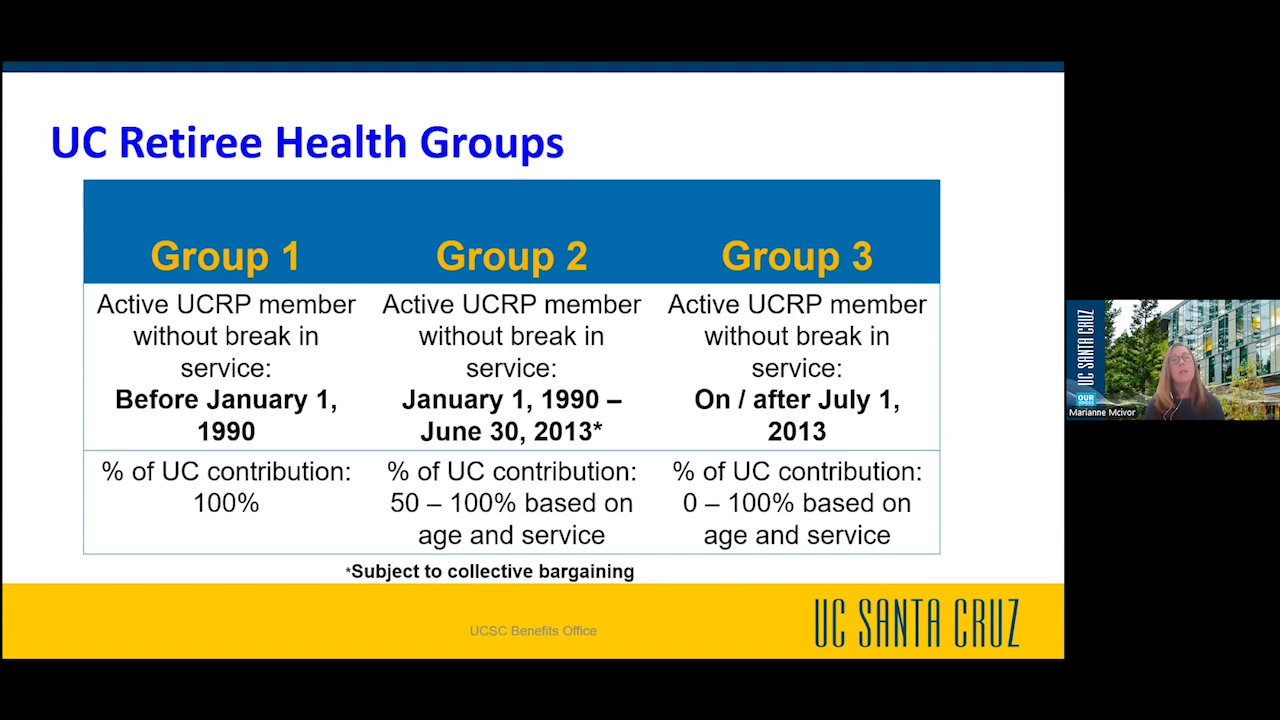 UC Retiree Health Groups
Group 1
Group 2
Group 3
Active UCRP member
without break in
service:
Before January 1,
1990
Active UCRP member
without break in
service:
January 1, 1990 –
June 30, 2013*
Active UCRP member
without break in
service:
On / after July 1,
2013
% of UC contribution:
100%
% of UC contribution:
50 – 100% based on
age and service
% of UC contribution:
0 – 100% based on
age and service
*Subject to collective bargaining
UCSC Benefits Office
UC SANTA CRUZ
UC SANTA CRUZ
OUR
Marianne Mcivor